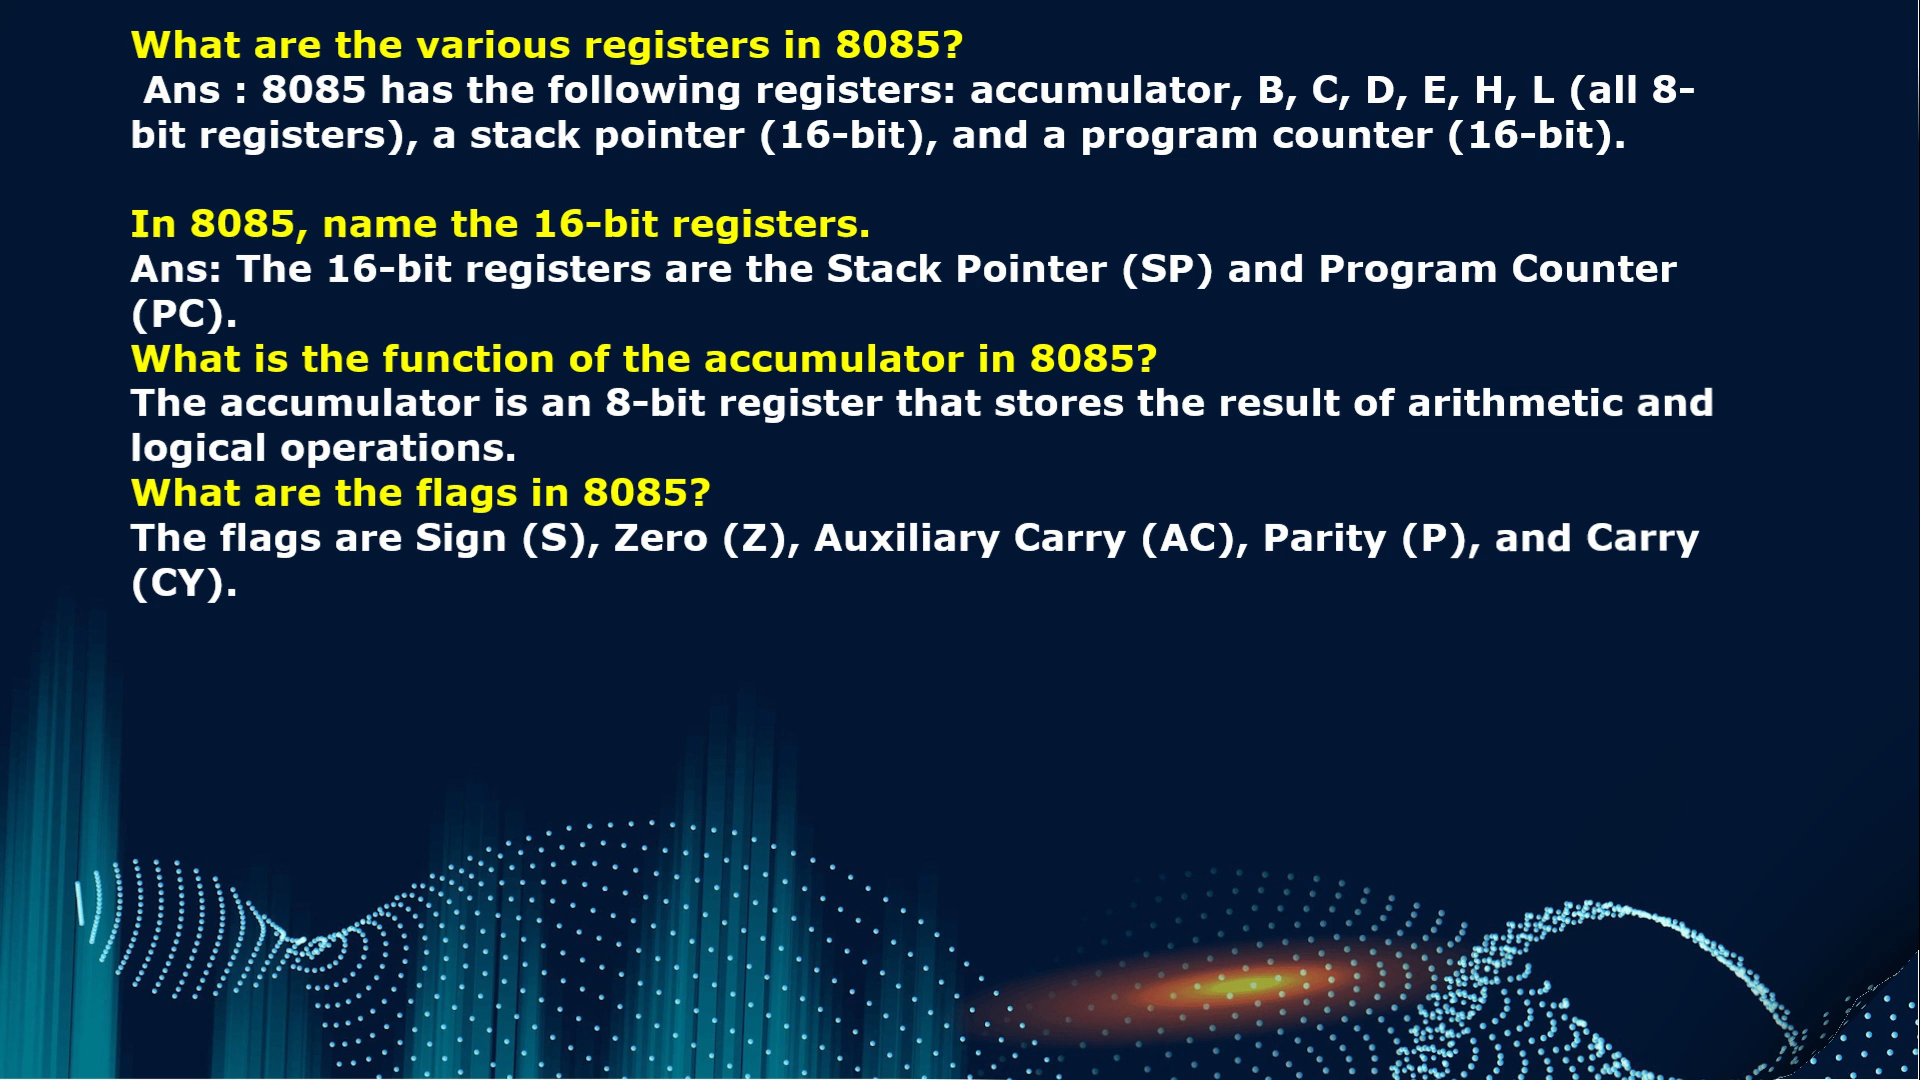 What are the various registers in 8085?
Ans : 8085 has the following registers: accumulator, B, C, D, E, H, L (all 8-
bit registers), a stack pointer (16-bit), and a program counter (16-bit).
In 8085, name the 16-bit registers.
Ans: The 16-bit registers are the Stack Pointer (SP) and Program Counter
(PC).
What is the function of the accumulator in 8085?
The accumulator is an 8-bit register that stores the result of arithmetic and
logical operations.
What are the flags in 8085?
The flags are Sign (S), Zero (Z), Auxiliary Carry (AC), Parity (P), and Carry
(CY).